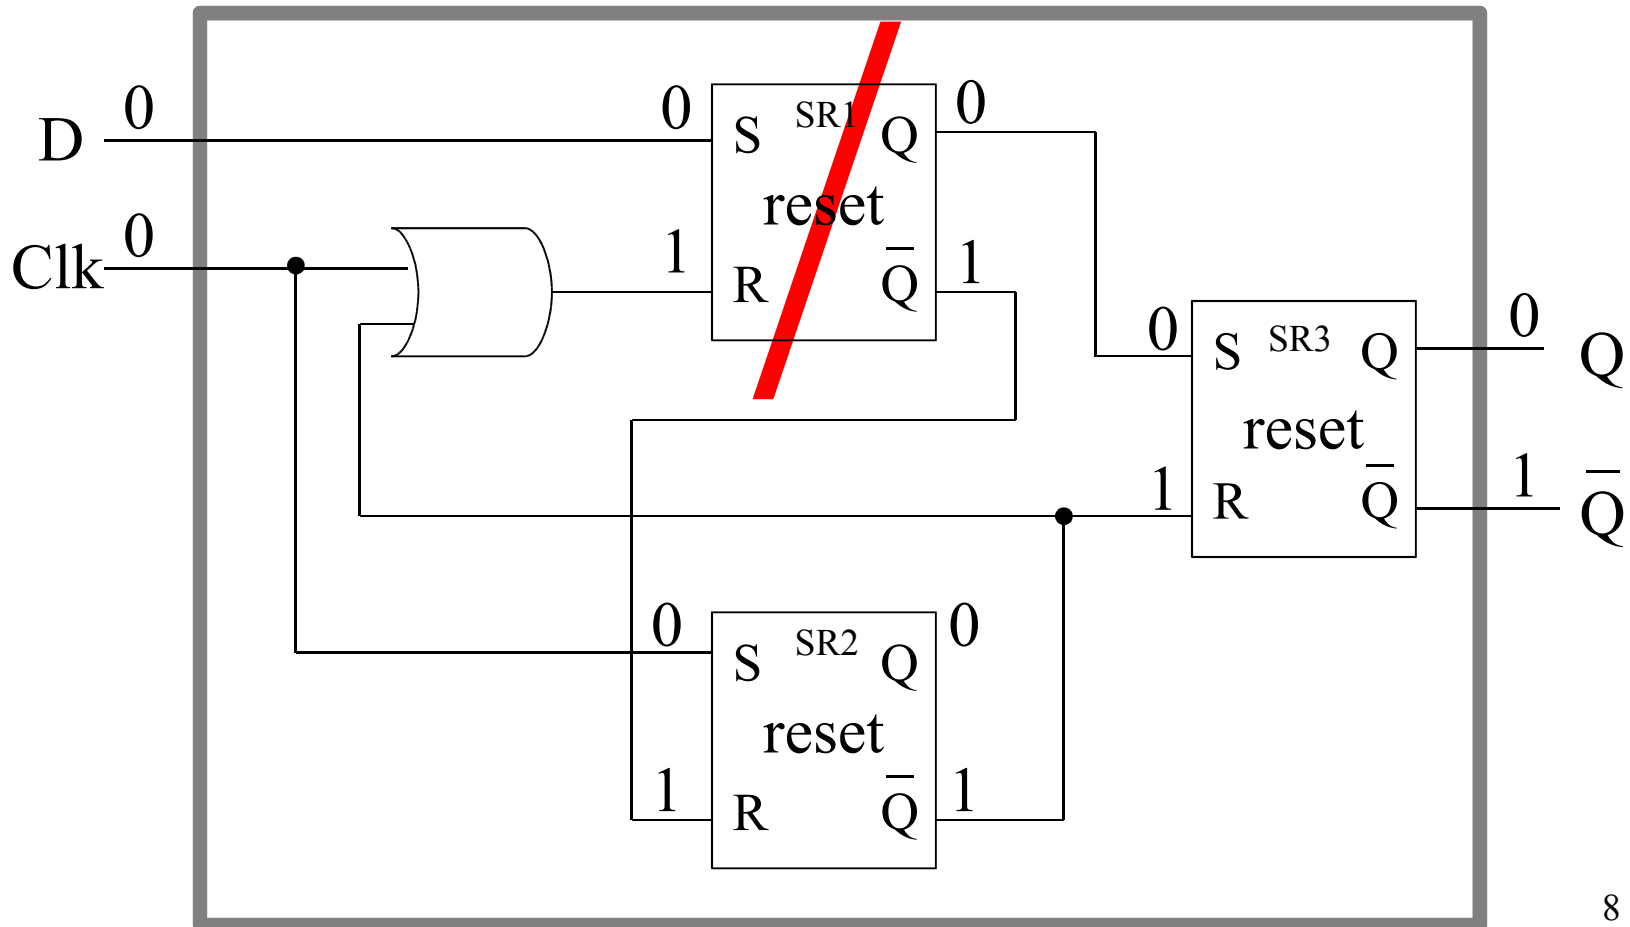 D 0
Clk 0
0 S SR1 Q 0
reset
1 R Q̅ 1
0 S SR3 Q 0 Q
reset
1 R Q̅ 1 Q̅
0 S SR2 Q 0
reset
1 R Q̅ 1
8